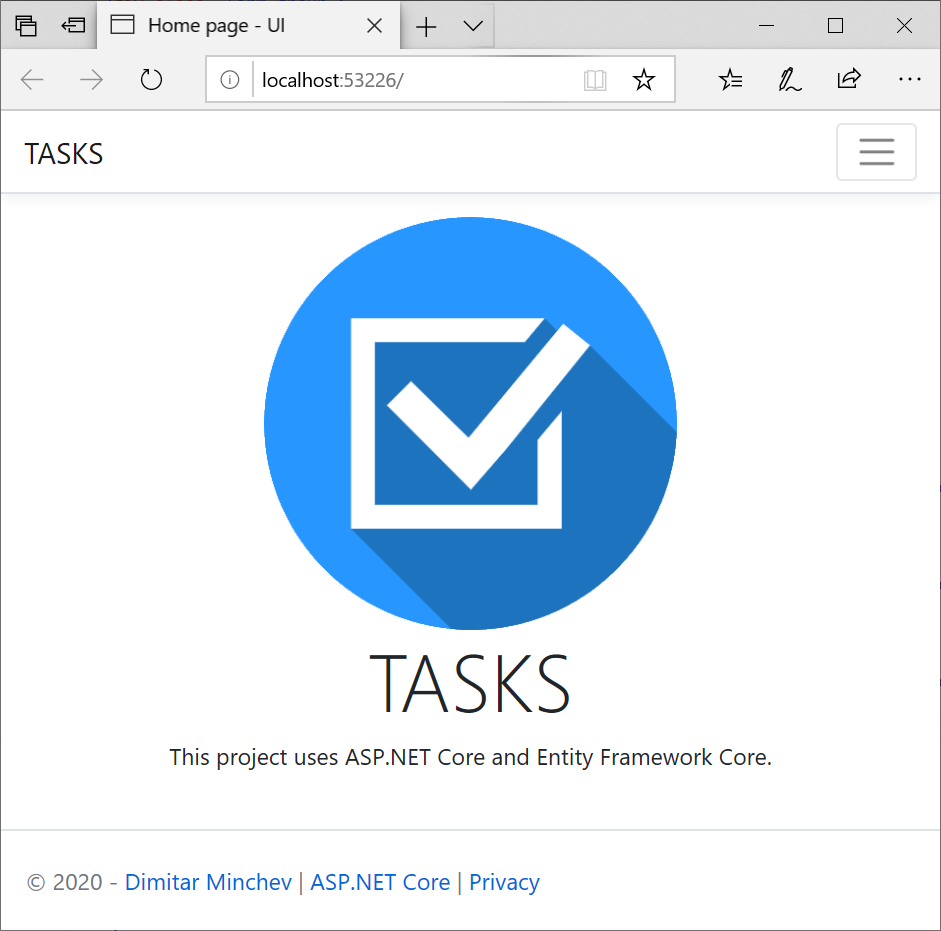 Home page - UI
localhost:53226/
TASKS
TASKS
This project uses ASP.NET Core and Entity Framework Core.
© 2020 - Dimitar Minchev | ASP.NET Core | Privacy